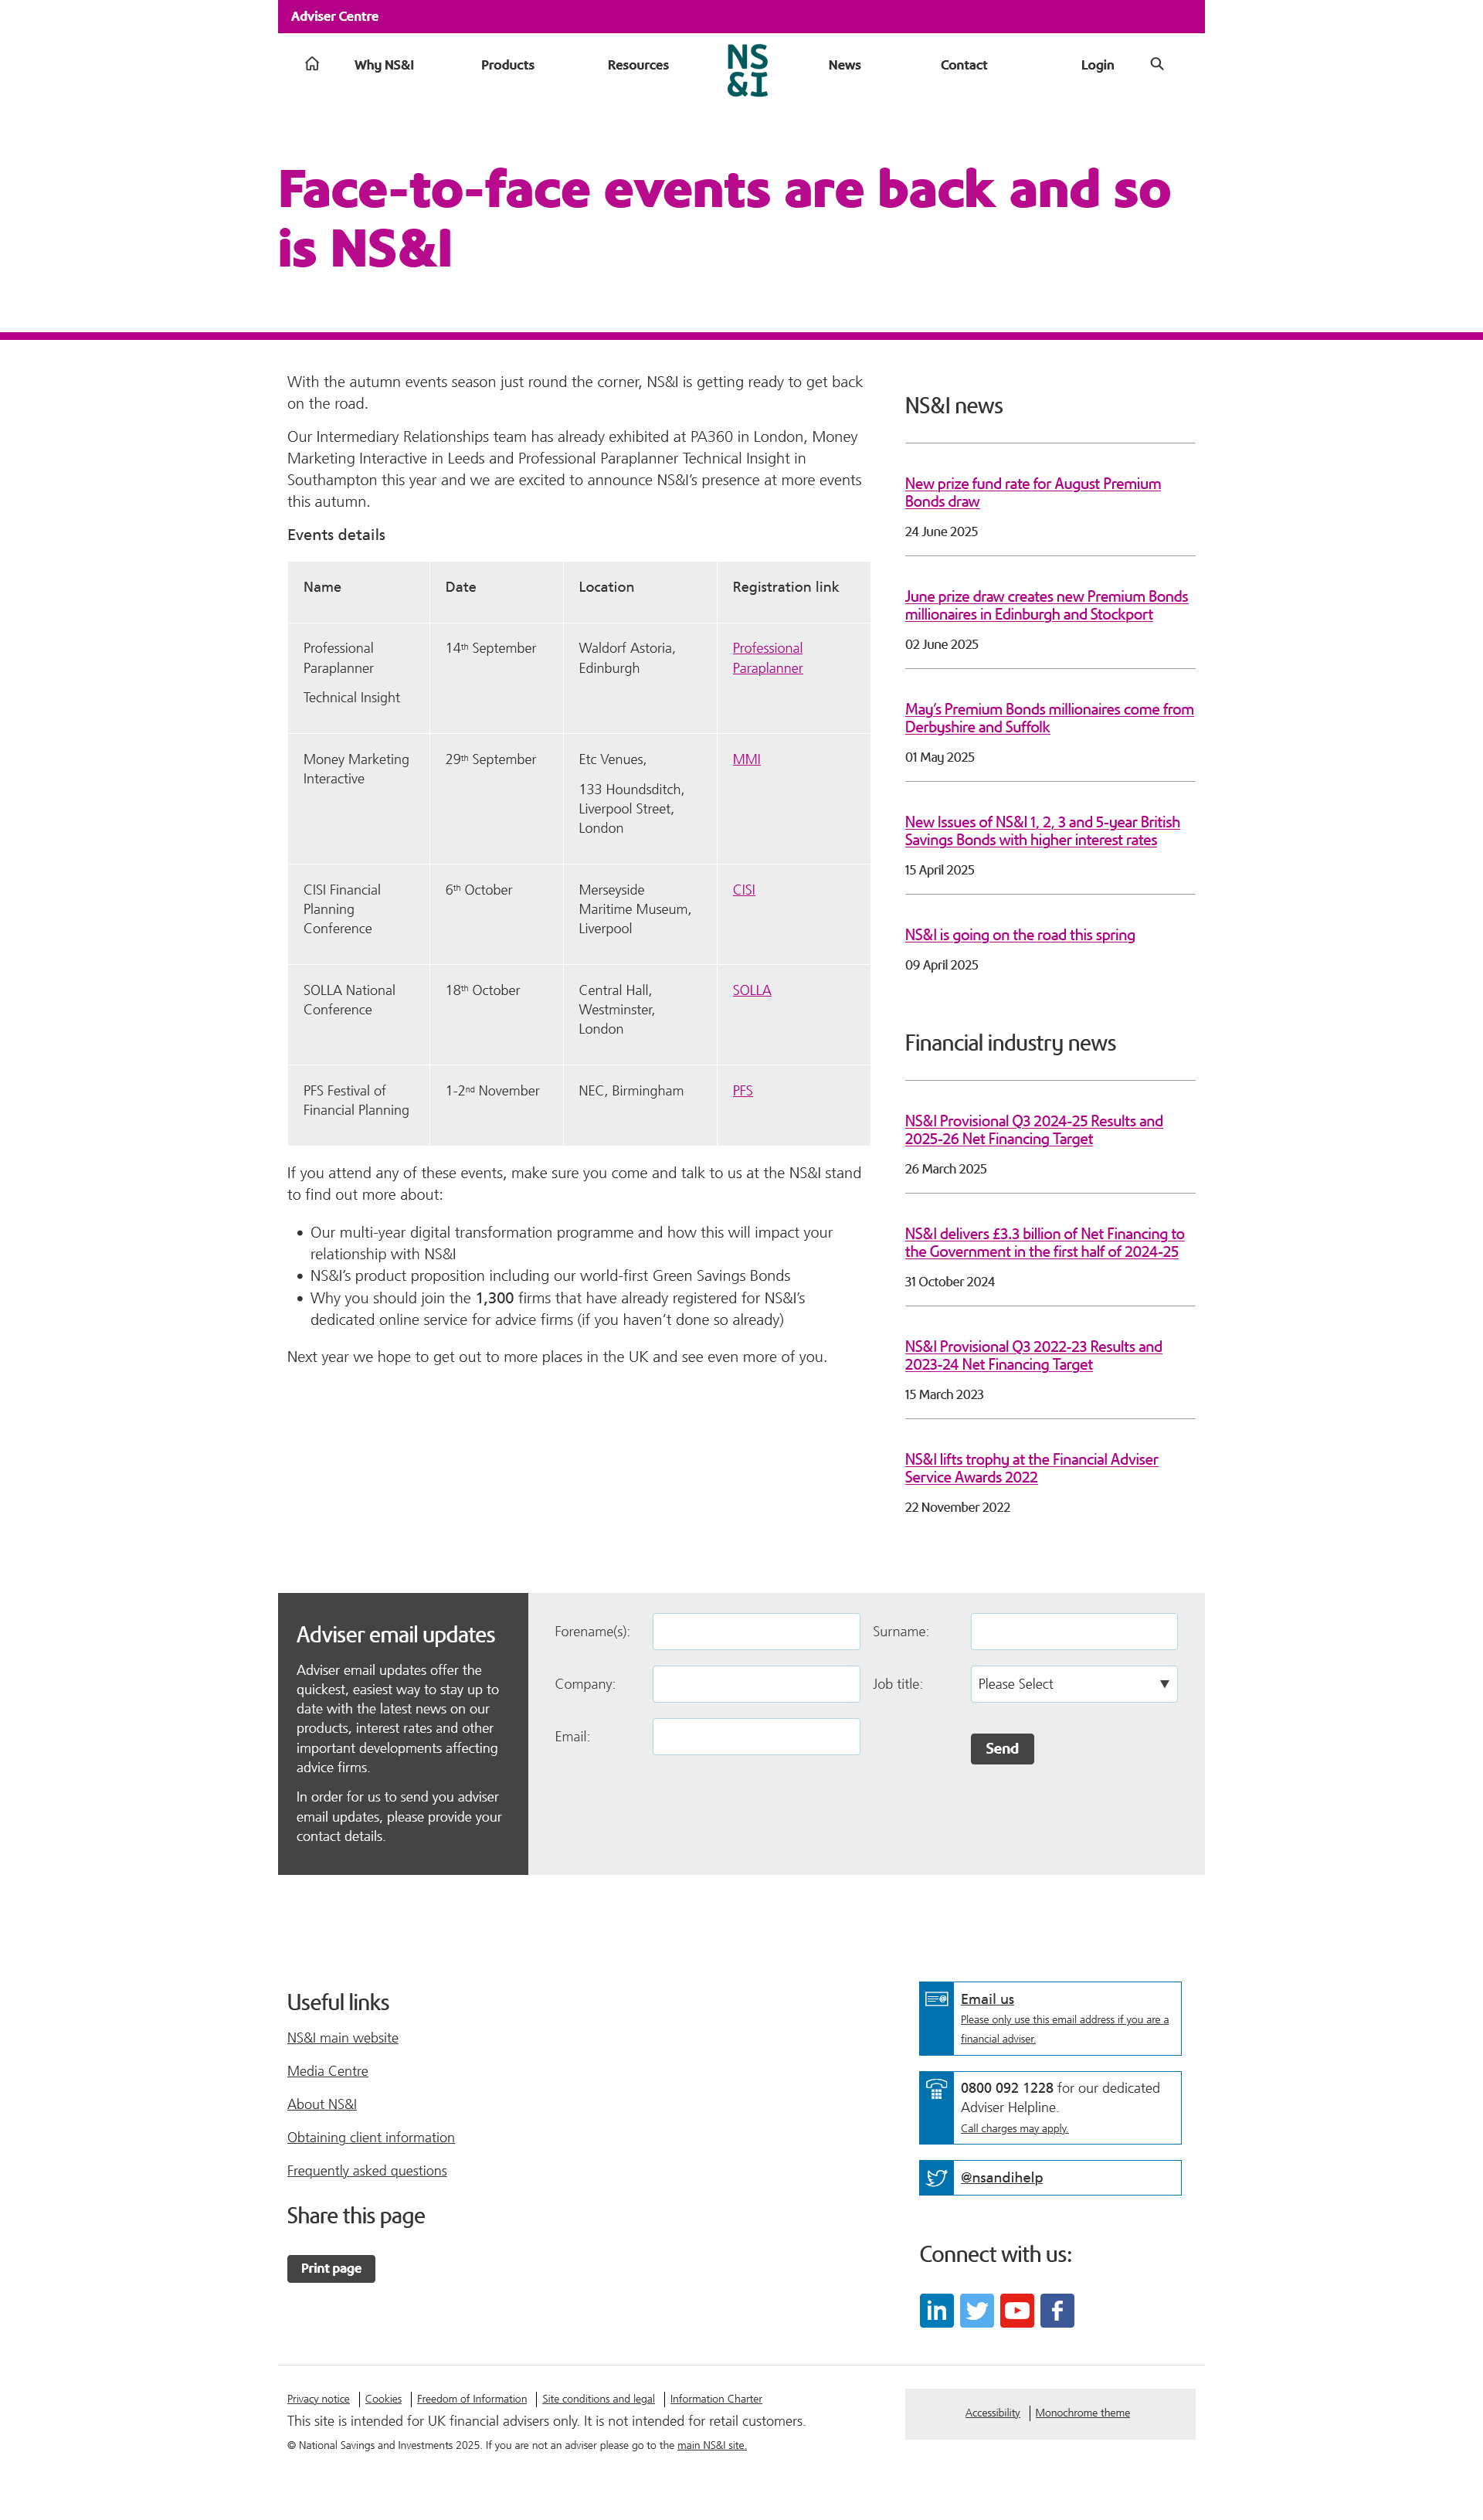 Adviser Centre
Why NS&I
Products
Resources
NS
&I
News
Contact
Login
Face-to-face events are back and so
is NS&I
With the autumn events season just round the corner, NS&I is getting ready to get back
on the road.
Our Intermediary Relationships team has already exhibited at PA360 in London, Money
Marketing Interactive in Leeds and Professional Paraplanner Technical Insight in
Southampton this year and we are excited to announce NS&I’s presence at more events
this autumn.
Events details
Name
Date
Location
Registration link
Professional
Paraplanner
Technical Insight
14th September
Waldorf Astoria,
Edinburgh
Professional
Paraplanner
Money Marketing
Interactive
29th September
Etc Venues,
133 Houndsditch,
Liverpool Street,
London
MMI
CISI Financial
Planning
Conference
6th October
Merseyside
Maritime Museum,
Liverpool
CISI
SOLLA National
Conference
18th October
Central Hall,
Westminster,
London
SOLLA
PFS Festival of
Financial Planning
1-2nd November
NEC, Birmingham
PFS
If you attend any of these events, make sure you come and talk to us at the NS&I stand
to find out more about:
• Our multi-year digital transformation programme and how this will impact your
relationship with NS&I
• NS&I’s product proposition including our world-first Green Savings Bonds
• Why you should join the 1,300 firms that have already registered for NS&I’s
dedicated online service for advice firms (if you haven’t done so already)
Next year we hope to get out to more places in the UK and see even more of you.
NS&I news
New prize fund rate for August Premium
Bonds draw
24 June 2025
June prize draw creates new Premium Bonds
millionaires in Edinburgh and Stockport
02 June 2025
May’s Premium Bonds millionaires come from
Derbyshire and Suffolk
01 May 2025
New Issues of NS&I 1, 2, 3 and 5-year British
Savings Bonds with higher interest rates
15 April 2025
NS&I is going on the road this spring
09 April 2025
Financial industry news
NS&I Provisional Q3 2024-25 Results and
2025-26 Net Financing Target
26 March 2025
NS&I delivers £3.3 billion of Net Financing to
the Government in the first half of 2024-25
31 October 2024
NS&I Provisional Q3 2022-23 Results and
2023-24 Net Financing Target
15 March 2023
NS&I lifts trophy at the Financial Adviser
Service Awards 2022
22 November 2022
Adviser email updates
Adviser email updates offer the
quickest, easiest way to stay up to
date with the latest news on our
products, interest rates and other
important developments affecting
advice firms.
In order for us to send you adviser
email updates, please provide your
contact details.
Forename(s):
Surname:
Company:
Job title:
Please Select
Email:
Send
Useful links
NS&I main website
Media Centre
About NS&I
Obtaining client information
Frequently asked questions
Share this page
Print page
Email us
Please only use this email address if you are a
financial adviser.
0800 092 1228 for our dedicated
Adviser Helpline.
Call charges may apply.
@nsandihelp
Connect with us:
Privacy notice
Cookies
Freedom of Information
Site conditions and legal
Information Charter
This site is intended for UK financial advisers only. It is not intended for retail customers.
© National Savings and Investments 2025. If you are not an adviser please go to the main NS&I site.
Accessibility
Monochrome theme